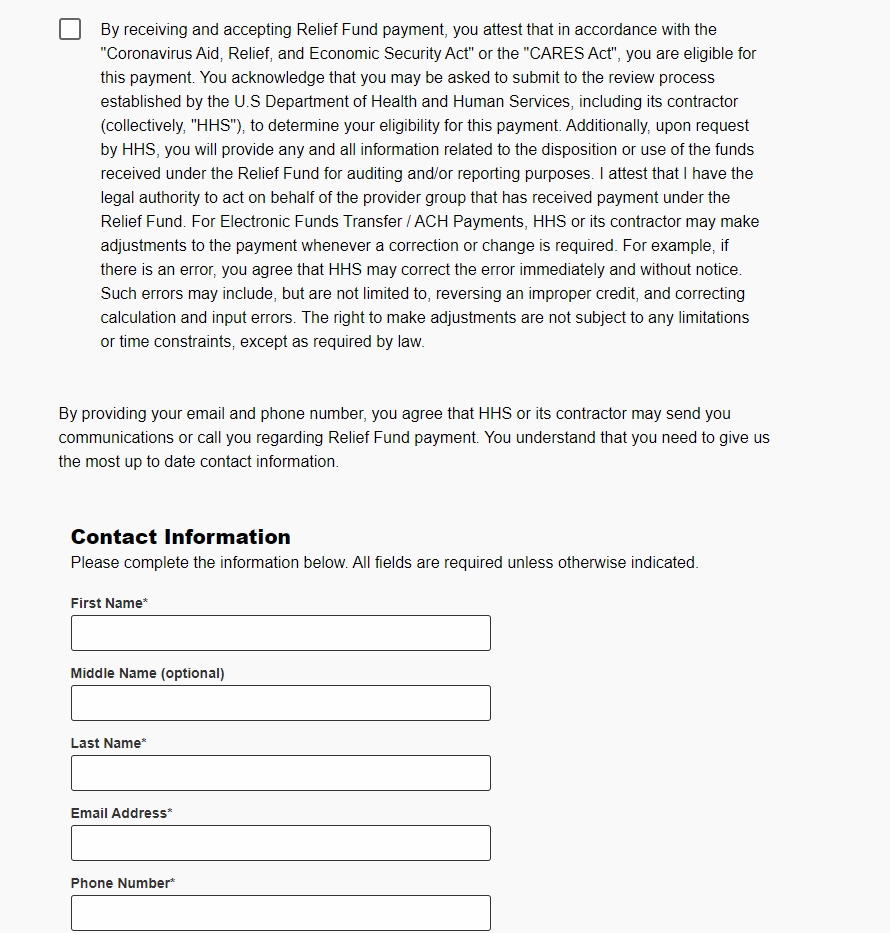 By receiving and accepting Relief Fund payment, you attest that in accordance with the
"Coronavirus Aid, Relief, and Economic Security Act" or the "CARES Act", you are eligible for
this payment. You acknowledge that you may be asked to submit to the review process
established by the U.S Department of Health and Human Services, including its contractor
(collectively, "HHS"), to determine your eligibility for this payment. Additionally, upon request
by HHS, you will provide any and all information related to the disposition or use of the funds
received under the Relief Fund for auditing and/or reporting purposes. I attest that I have the
legal authority to act on behalf of the provider group that has received payment under the
Relief Fund. For Electronic Funds Transfer / ACH Payments, HHS or its contractor may make
adjustments to the payment whenever a correction or change is required. For example, if
there is an error, you agree that HHS may correct the error immediately and without notice.
Such errors may include, but are not limited to, reversing an improper credit, and correcting
calculation and input errors. The right to make adjustments are not subject to any limitations
or time constraints, except as required by law.
By providing your email and phone number, you agree that HHS or its contractor may send you
communications or call you regarding Relief Fund payment. You understand that you need to give us
the most up to date contact information.
Contact Information
Please complete the information below. All fields are required unless otherwise indicated.
First Name*
Middle Name (optional)
Last Name*
Email Address*
Phone Number*